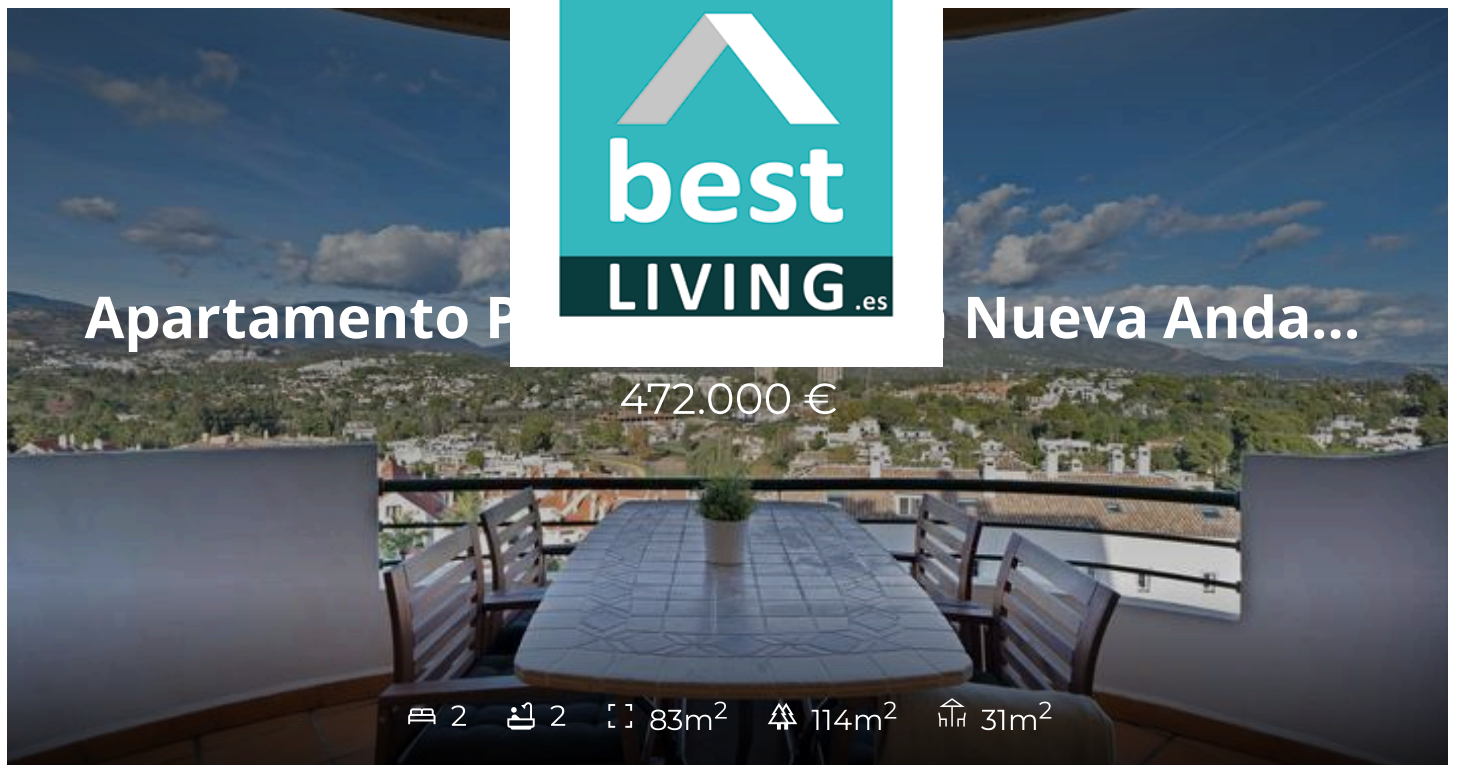 best
LIVING.es
Apartamento Nueva Anda...
472.000 €
2 2 83m² 114m² 31m²